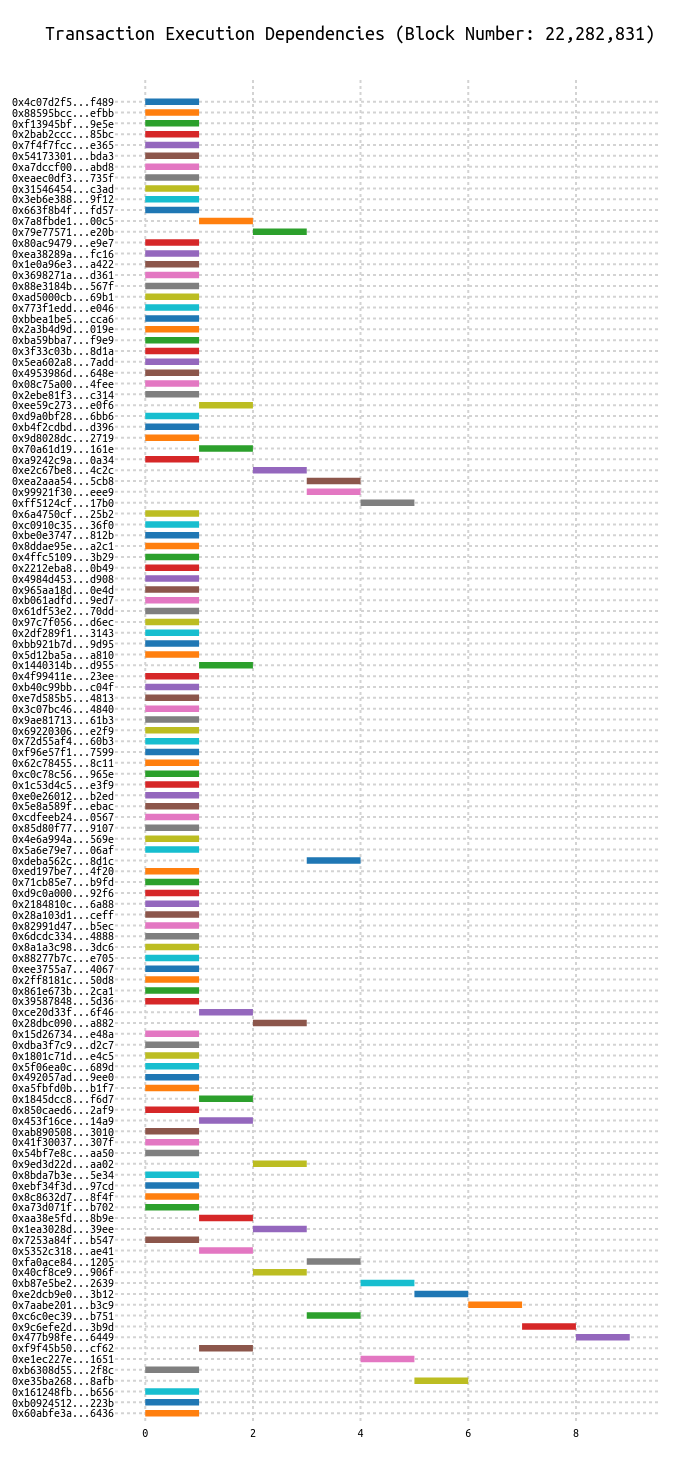 Transaction Execution Dependencies (Block Number: 22,282,831)
0x4c07d2f5...f489
0x88595bcc...efbb
0xf13945bf...9e5e
0x2bab2ccc...85bc
0x7f4f7fcc...e365
0x54173301...bda3
0xa7dccf00...abd8
0xeaec0df3...735f
0x31546454...c3ad
0x3eb6e388...9f12
0x663f8b4f...fd57
0x7a8fbde1...00c5
0x79e77571...e20b
0x80ac9479...e9e7
0xea38289a...fc16
0x1e0a96e3...a422
0x3698271a...d361
0x88e3184b...567f
0xad5000cb...69b1
0x773f1edd...e046
0xbbea1be5...cca6
0x2a3b4d9d...019e
0xba59bba7...f9e9
0x3f33c03b...8d1a
0x5ea602a8...7add
0x4953986d...648e
0x08c75a00...4fee
0x2ebe81f3...c314
0xee59c273...e0f6
0xd9a0bf28...6bb6
0xb4f2cdbd...d396
0x9d8028dc...2719
0x70a61d19...161e
0xa9242c9a...0a34
0xe2c67be8...4c2c
0xea2aaa54...5cb8
0x99921f30...eee9
0xff5124cf...17b0
0x6a4750cf...25b2
0xc0910c35...36f0
0xbe0e3747...812b
0x8ddae95e...a2c1
0x4ffc5109...3b29
0x2212eba8...0b49
0x4984d453...d908
0x965aa18d...0e4d
0xb061adfd...9ed7
0x61df53e2...70dd
0x97c7f056...d6ec
0x2df289f1...3143
0xbb921b7d...9d95
0x5d12ba5a...a810
0x1440314b...d955
0x4f99411e...23ee
0xb40c99bb...c04f
0xe7d585b5...4813
0x3c07bc46...4840
0x9ae81713...61b3
0x69220306...e2f9
0x72d55af4...60b3
0xf96e57f1...7599
0x62c78455...8c11
0xc0c78c56...965e
0x1c53d4c5...e3f9
0xe0e26012...b2ed
0x5e8a589f...ebac
0xcdfeeb24...0567
0x85d80f77...9107
0x4e6a994a...569e
0x5a6e79e7...06af
0xdeba562c...8d1c
0xed197be7...4f20
0x71cb85e7...b9fd
0xd9c0a000...92f6
0x2184810c...6a88
0x28a103d1...ceff
0x82991d47...b5ec
0x6dcdc334...4888
0x8a1a3c98...3dc6
0x88277b7c...e705
0xee3755a7...4067
0x2ff8181c...50d8
0x861e673b...2ca1
0x39587848...5d36
0xce20d33f...6f46
0x28dbc090...a882
0x15d26734...e48a
0xdba3f7c9...d2c7
0x1801c71d...e4c5
0x5f06ea0c...689d
0x492057ad...9ee0
0xa5fbfd0b...b1f7
0x1845dcc8...f6d7
0x850caed6...2af9
0x453f16ce...14a9
0xab890508...3010
0x41f30037...307f
0x54bf7e8c...aa50
0x9ed3d22d...aa02
0x8bda7b3e...5e34
0xebf34f3d...97cd
0x8c8632d7...8f4f
0xa73d071f...b702
0xaa38e5fd...8b9e
0x1ea3028d...39ee
0x7253a84f...b547
0x5352c318...ae41
0xfa0ace84...1205
0x40cf8ce9...906f
0xb87e5be2...2639
0xe2dcb9e0...3b12
0x7aabe201...b3c9
0xc6c0ec39...b751
0x9c6efe2d...3b9d
0x477b98fe...6449
0xf9f45b50...cf62
0xe1ec227e...1651
0xb6308d55...2f8c
0xe35ba268...8afb
0x161248fb...b656
0xb0924512...223b
0x60abfe3a...6436
0 2 4 6 8